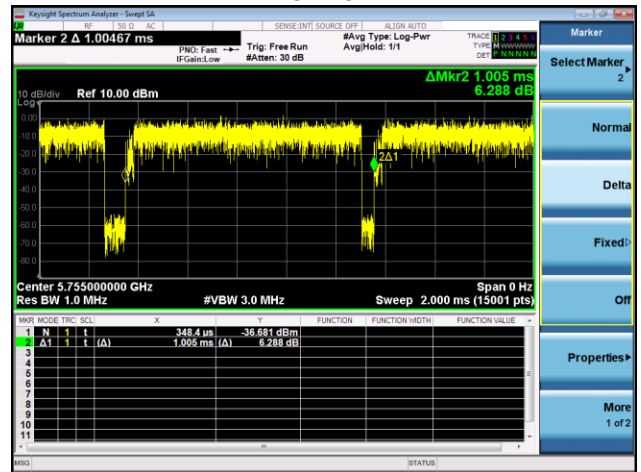 Keysight Spectrum Analyzer - Swept SA
LXI RF 50 Ω AC SENSE:INT SOURCE OFF ALIGN AUTO
Marker 2 Δ 1.00467 ms
PNO: Fast
IFGain:Low
Trig: Free Run
#Atten: 30 dB
#Avg Type: Log-Pwr
Avg|Hold: 1/1
TRACE 1 2 3 4 5 6
TYPE M W W W W W
DET P N N N N N
ΔMkr2 1.005 ms
6.288 dB
10 dB/div Ref 10.00 dBm
Log
0.00
-10.0
-20.0
-30.0
-40.0
-50.0
-60.0
-70.0
-80.0
2Δ1
Center 5.755000000 GHz Span 0 Hz
Res BW 1.0 MHz #VBW 3.0 MHz Sweep 2.000 ms (15001 pts)
MKR MODE TRC SCL X Y FUNCTION FUNCTION WIDTH FUNCTION VALUE
1 N 1 t 348.4 µs -36.681 dBm
2 Δ1 1 t (Δ) 1.005 ms (Δ) 6.288 dB
3
4
5
6
7
8
9
10
11
MSG STATUS
Marker
Select Marker
2
Normal
Delta
Fixed
Off
Properties
More
1 of 2